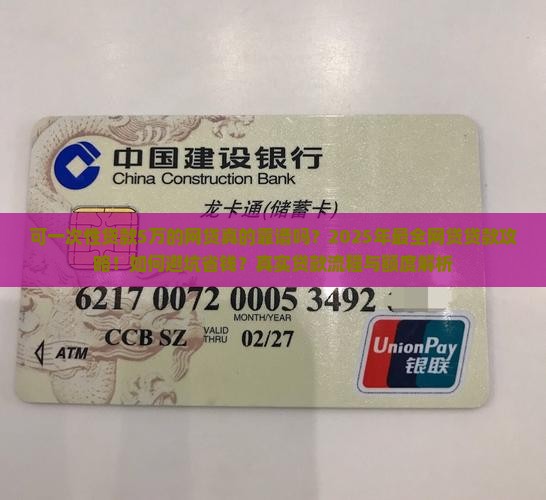 中国建设银行
China Construction Bank
龙卡通(储蓄卡)
可一次性贷款5万的网贷真的靠谱吗？2025年最全网贷贷款攻
略！如何避坑省钱？真实贷款流程与额度解析
6217 0072 0005 3492
MONTH/YEAR
CCB SZ VALID THRU 02/27
ATM
UnionPay
银联